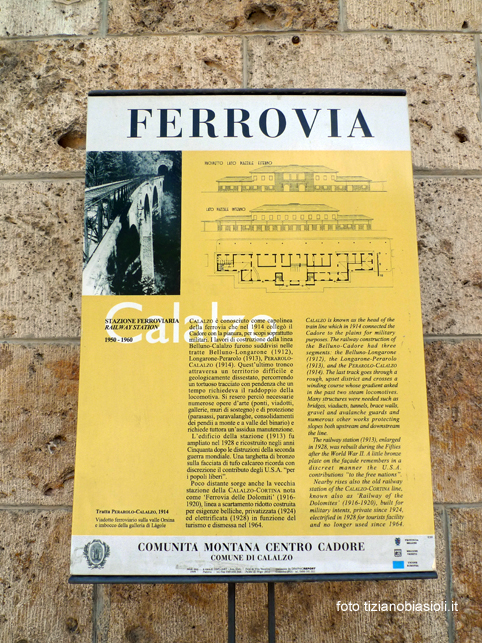 FERROVIA
PROSPETTO LATO PIAZZALE ESTERNO
LATO PIAZZALE INTERNO
Calalzo
STAZIONE FERROVIARIA
RAILWAY STATION
1950 - 1960
CALALZO è conosciuto come capolinea
della ferrovia che nel 1914 collegò il
Cadore con la pianura, per scopi soprattutto
militari. I lavori di costruzione della linea
Belluno-Calalzo furono suddivisi nelle
tratte Belluno-Longarone (1912),
Longarone-Perarolo (1913), PERAROLO-
CALALZO (1914). Quest'ultimo tronco
attraversa un territorio difficile e
geologicamente dissestato, percorrendo
un tortuoso tracciato con pendenza che un
tempo richiedeva il raddoppio della
locomotiva. Si resero perciò necessarie
numerose opere d'arte (ponti, viadotti,
gallerie, muri di sostegno) e di protezione
(parasassi, paravalanghe, consolidamenti
dei pendii a monte e a valle del binario) e
richiede tuttora un'assidua manutenzione.
L'edificio della stazione (1913) fu
ampliato nel 1928 e ricostruito negli anni
Cinquanta dopo le distruzioni della seconda
guerra mondiale. Una targhetta di bronzo
sulla facciata di tufo calcareo ricorda con
discrezione il contributo degli U.S.A. "per
i popoli liberi".
Poco distante sorge anche la vecchia
stazione della CALALZO-CORTINA nota
come 'Ferrovia delle Dolomiti' (1916-
1920), linea a scartamento ridotto costruita
per esigenze belliche, privatizzata (1924)
ed elettrificata (1928) in funzione del
turismo e dismessa nel 1964.
CALALZO is known as the head of the
train line which in 1914 connected the
Cadore to the plains for military
purposes. The railway construction of
the Belluno-Cadore had three
segments: the Belluno-Longarone
(1912), the Longarone-Perarolo
(1913), and the PERAROLO-CALALZO
(1914). The last track goes through a
rough, upset district and crosses a
winding course whose gradient asked
in the past two steam locomotives.
Many structures were needed such as
bridges, viaducts, tunnels, brace walls,
gravel and avalanche guards and
numerous other works protecting
slopes both upstream and downstream
the line.
The railway station (1913), enlarged
in 1928, was rebuilt during the Fifties
after the World War II. A little bronze
plate on the façade remembers in a
discreet manner the U.S.A.
contributions "to the free nations".
Nearby rises also the old railway
station of the CALALZO-CORTINA line,
known also as 'Railway of the
Dolomites' (1916-1920), built for
military intents, private since 1924,
electrified in 1928 for tourists facility
and no longer used since 1964.
Tratta PERAROLO-CALALZO, 1914
Viadotto ferroviario sulla valle Orsina
e imbocco della galleria di Lägole
COMUNITA MONTANA CENTRO CADORE
COMUNE DI CALALZO
foto tizianobiasioli.it